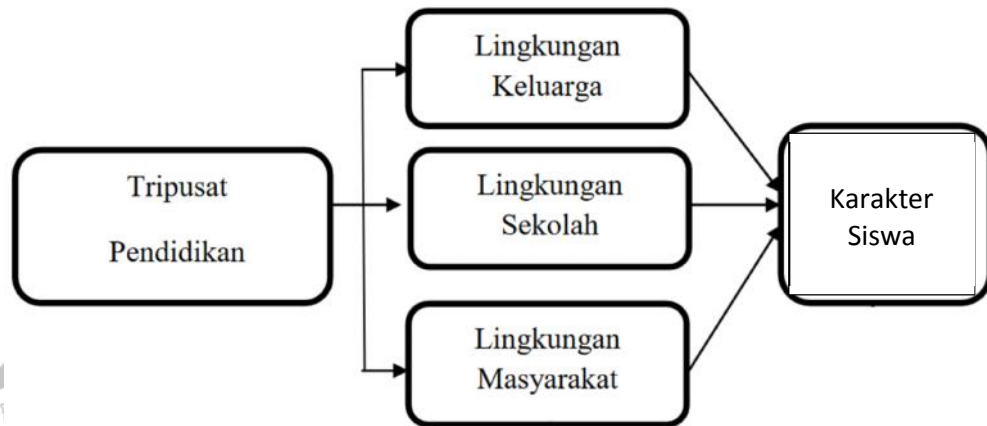 Tripusat
Pendidikan
Lingkungan
Keluarga
Lingkungan
Sekolah
Lingkungan
Masyarakat
Karakter
Siswa